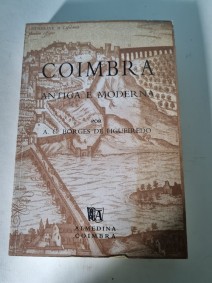 COIMBRA
ANTIGA E MODERNA
POR
A. C. BORGES DE FIGUEIREDO
ALMEDINA
COIMBRA